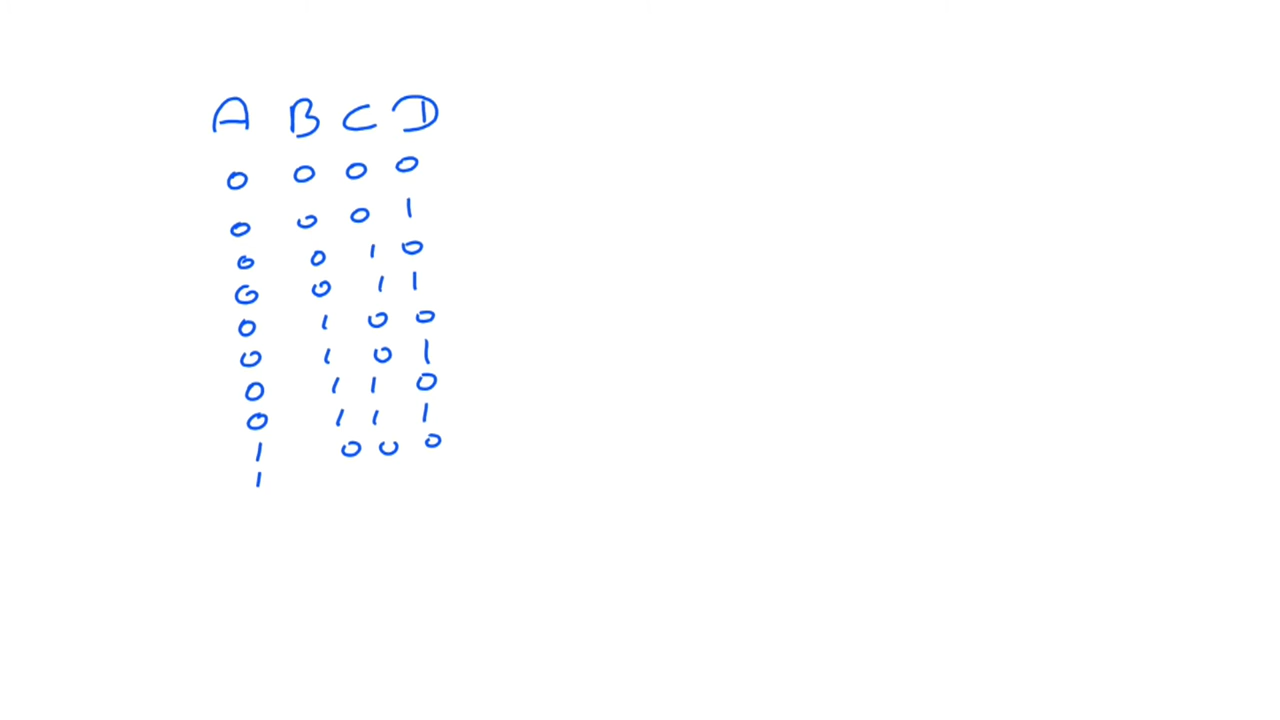 A B C D
0 0 0 0
0 0 0 1
0 0 1 0
0 0 1 1
0 1 0 0
0 1 0 1
0 1 1 0
0 1 1 1
1 0 0 0
1